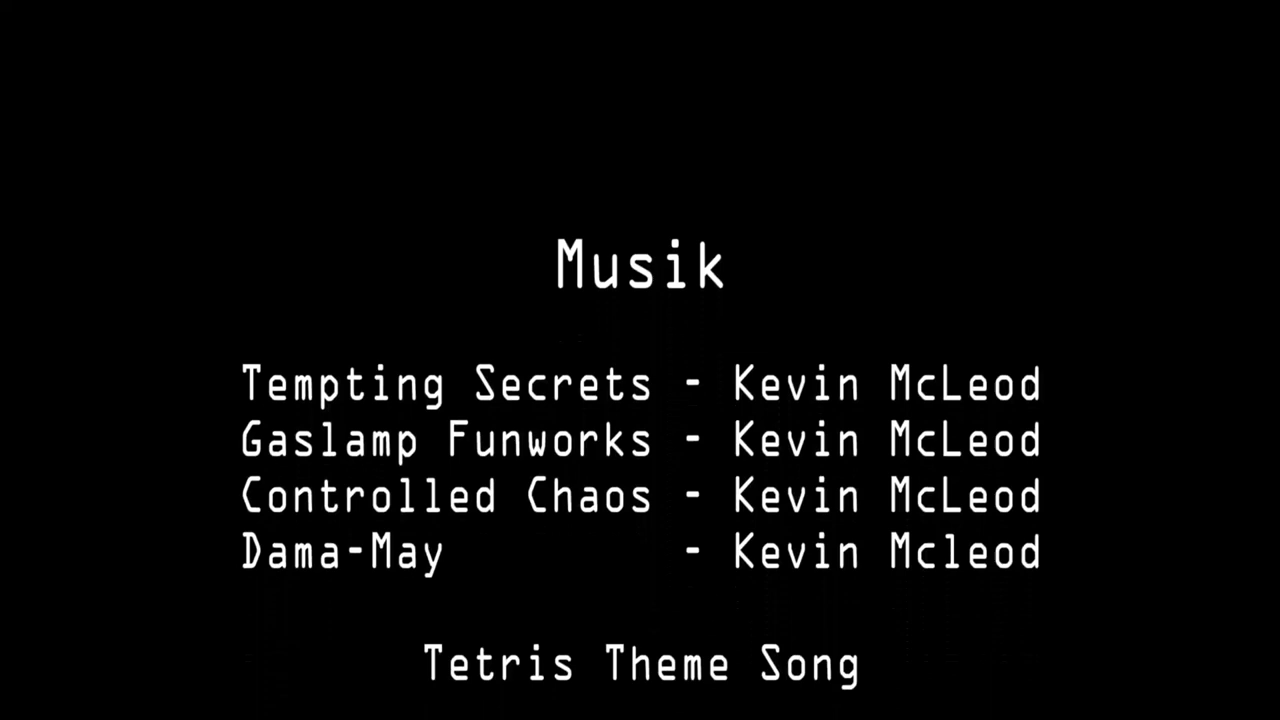 Musik
Tempting Secrets - Kevin McLeod
Gaslamp Funworks - Kevin McLeod
Controlled Chaos - Kevin McLeod
Dama-May - Kevin Mcleod
Tetris Theme Song